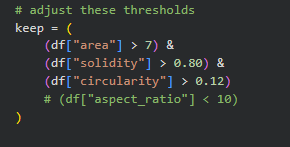 # adjust these thresholds
keep = (
    (df["area"] > 7) &
    (df["solidity"] > 0.80) &
    (df["circularity"] > 0.12)
    # (df["aspect_ratio"] < 10)
)